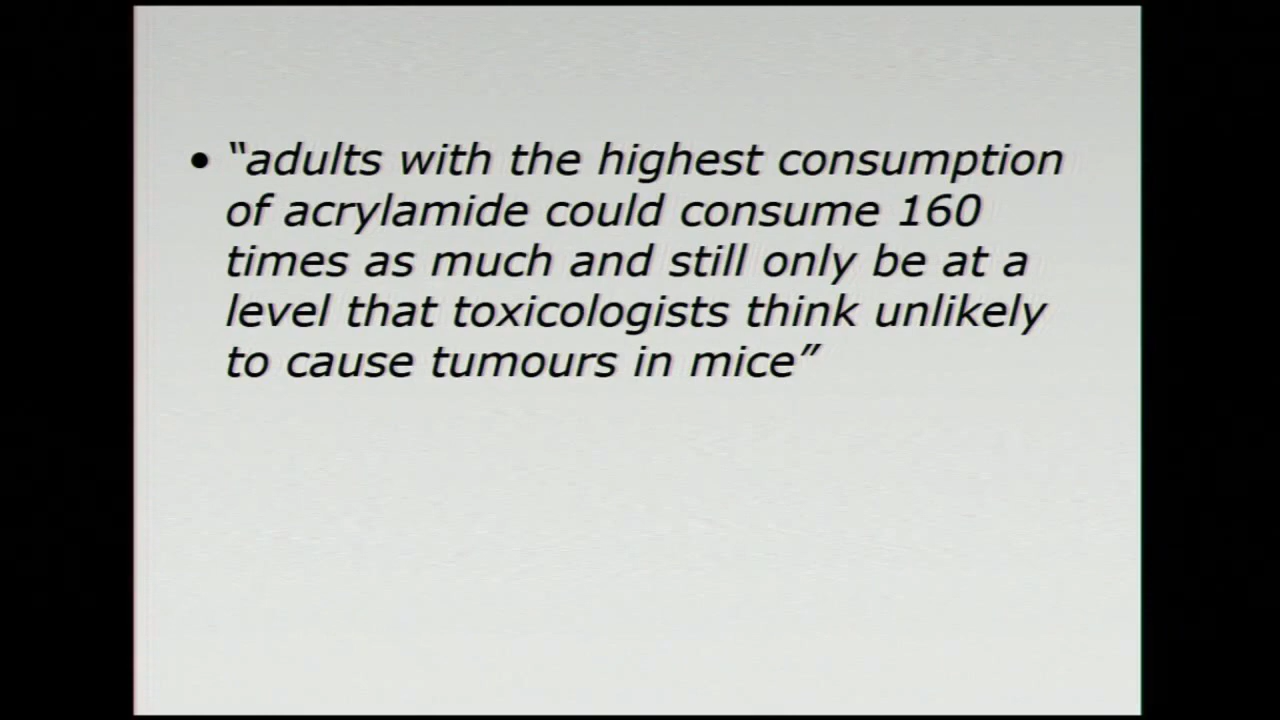 • “adults with the highest consumption
of acrylamide could consume 160
times as much and still only be at a
level that toxicologists think unlikely
to cause tumours in mice”